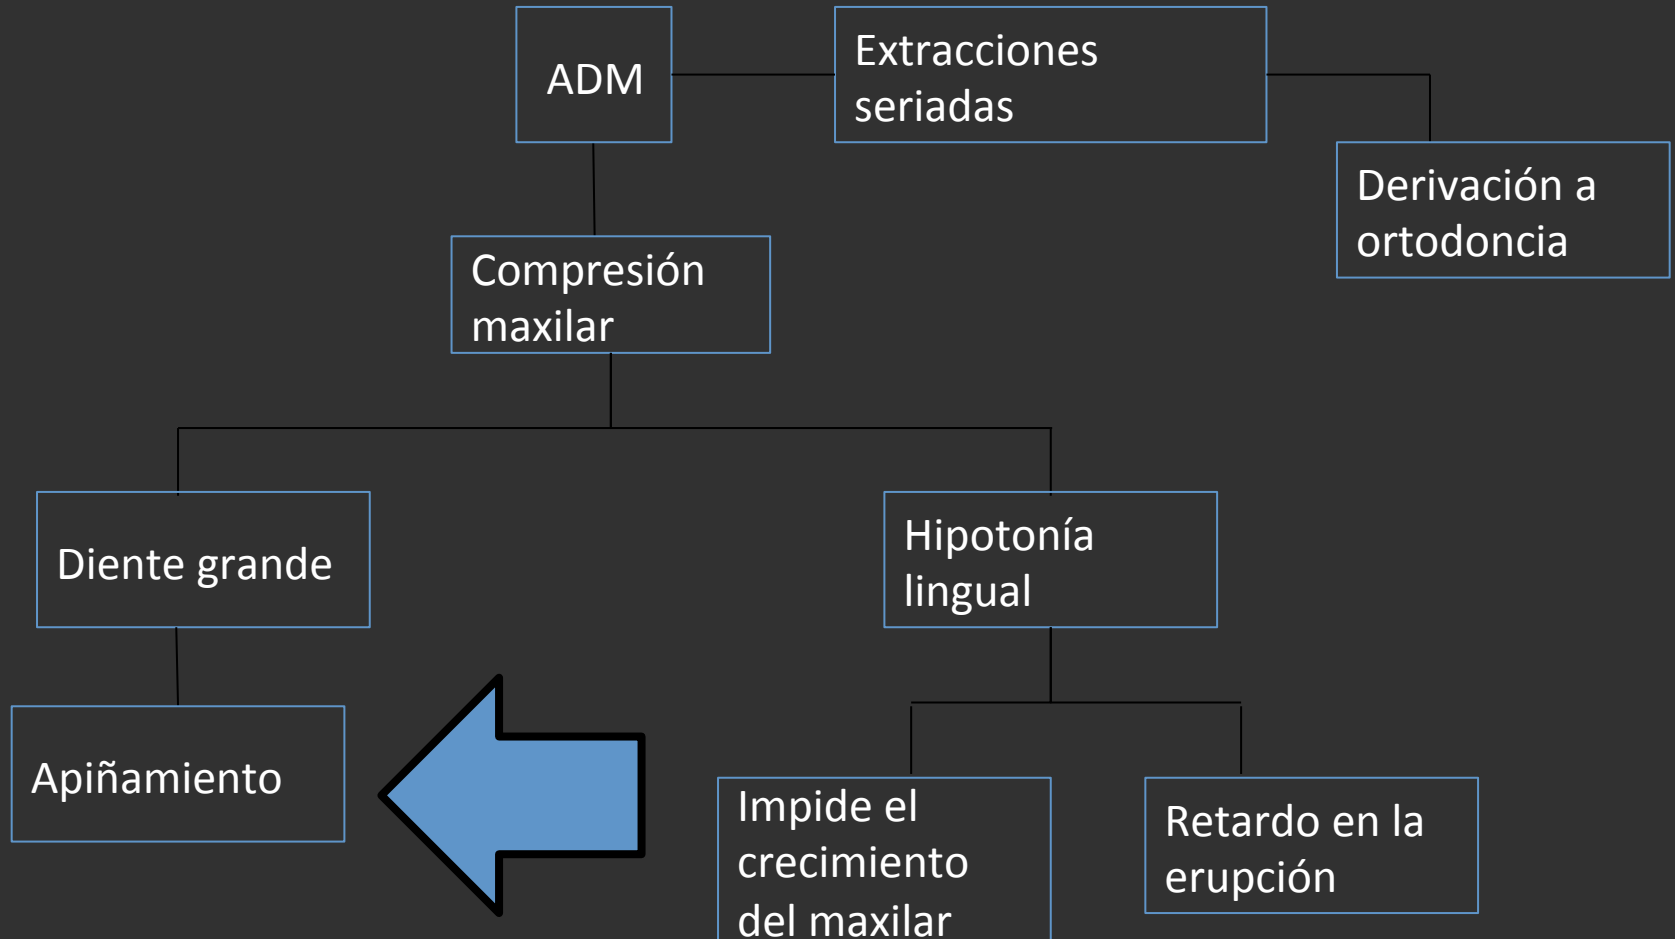 ADM
Extracciones
seriadas
Derivación a
ortodoncia
Compresión
maxilar
Diente grande
Hipotonía
lingual
Apiñamiento
Impide el
crecimiento
del maxilar
Retardo en la
erupción